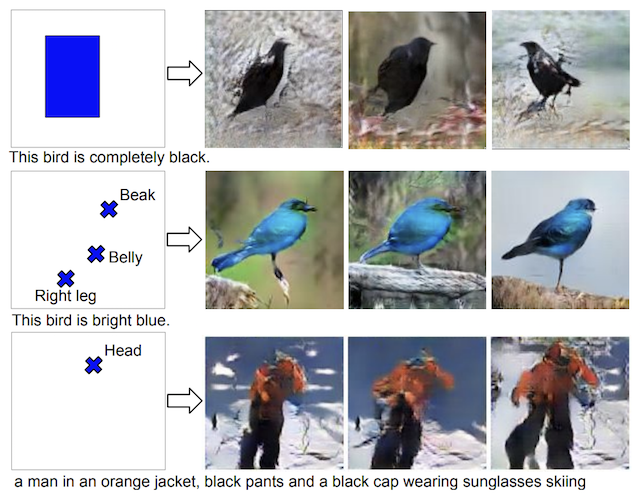 This bird is completely black.
Beak
Belly
Right leg
This bird is bright blue.
Head
a man in an orange jacket, black pants and a black cap wearing sunglasses skiing